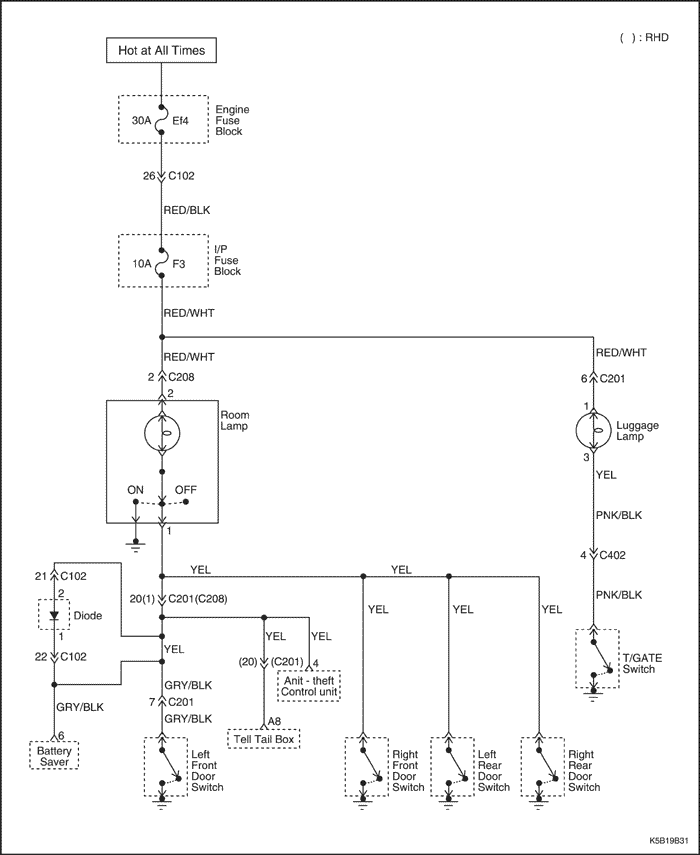 ( ) : RHD
Hot at All Times
30A Ef4
Engine
Fuse
Block
26 C102
RED/BLK
10A F3
I/P
Fuse
Block
RED/WHT
RED/WHT
RED/WHT
2 C208
6 C201
2
Room
Lamp
1
Luggage
Lamp
3
ON OFF
YEL
1
PNK/BLK
4 C402
YEL
YEL
21 C102
2
Diode
1
22 C102
20(1) C201(C208)
PNK/BLK
YEL
YEL
YEL
YEL
YEL
YEL
(20) (C201)
4
Anit - theft
Control unit
T/GATE
Switch
GRY/BLK
7 C201
GRY/BLK
GRY/BLK
6
Battery
Saver
A8
Tell Tail Box
Left
Front
Door
Switch
Right
Front
Door
Switch
Left
Rear
Door
Switch
Right
Rear
Door
Switch
K5B19B31